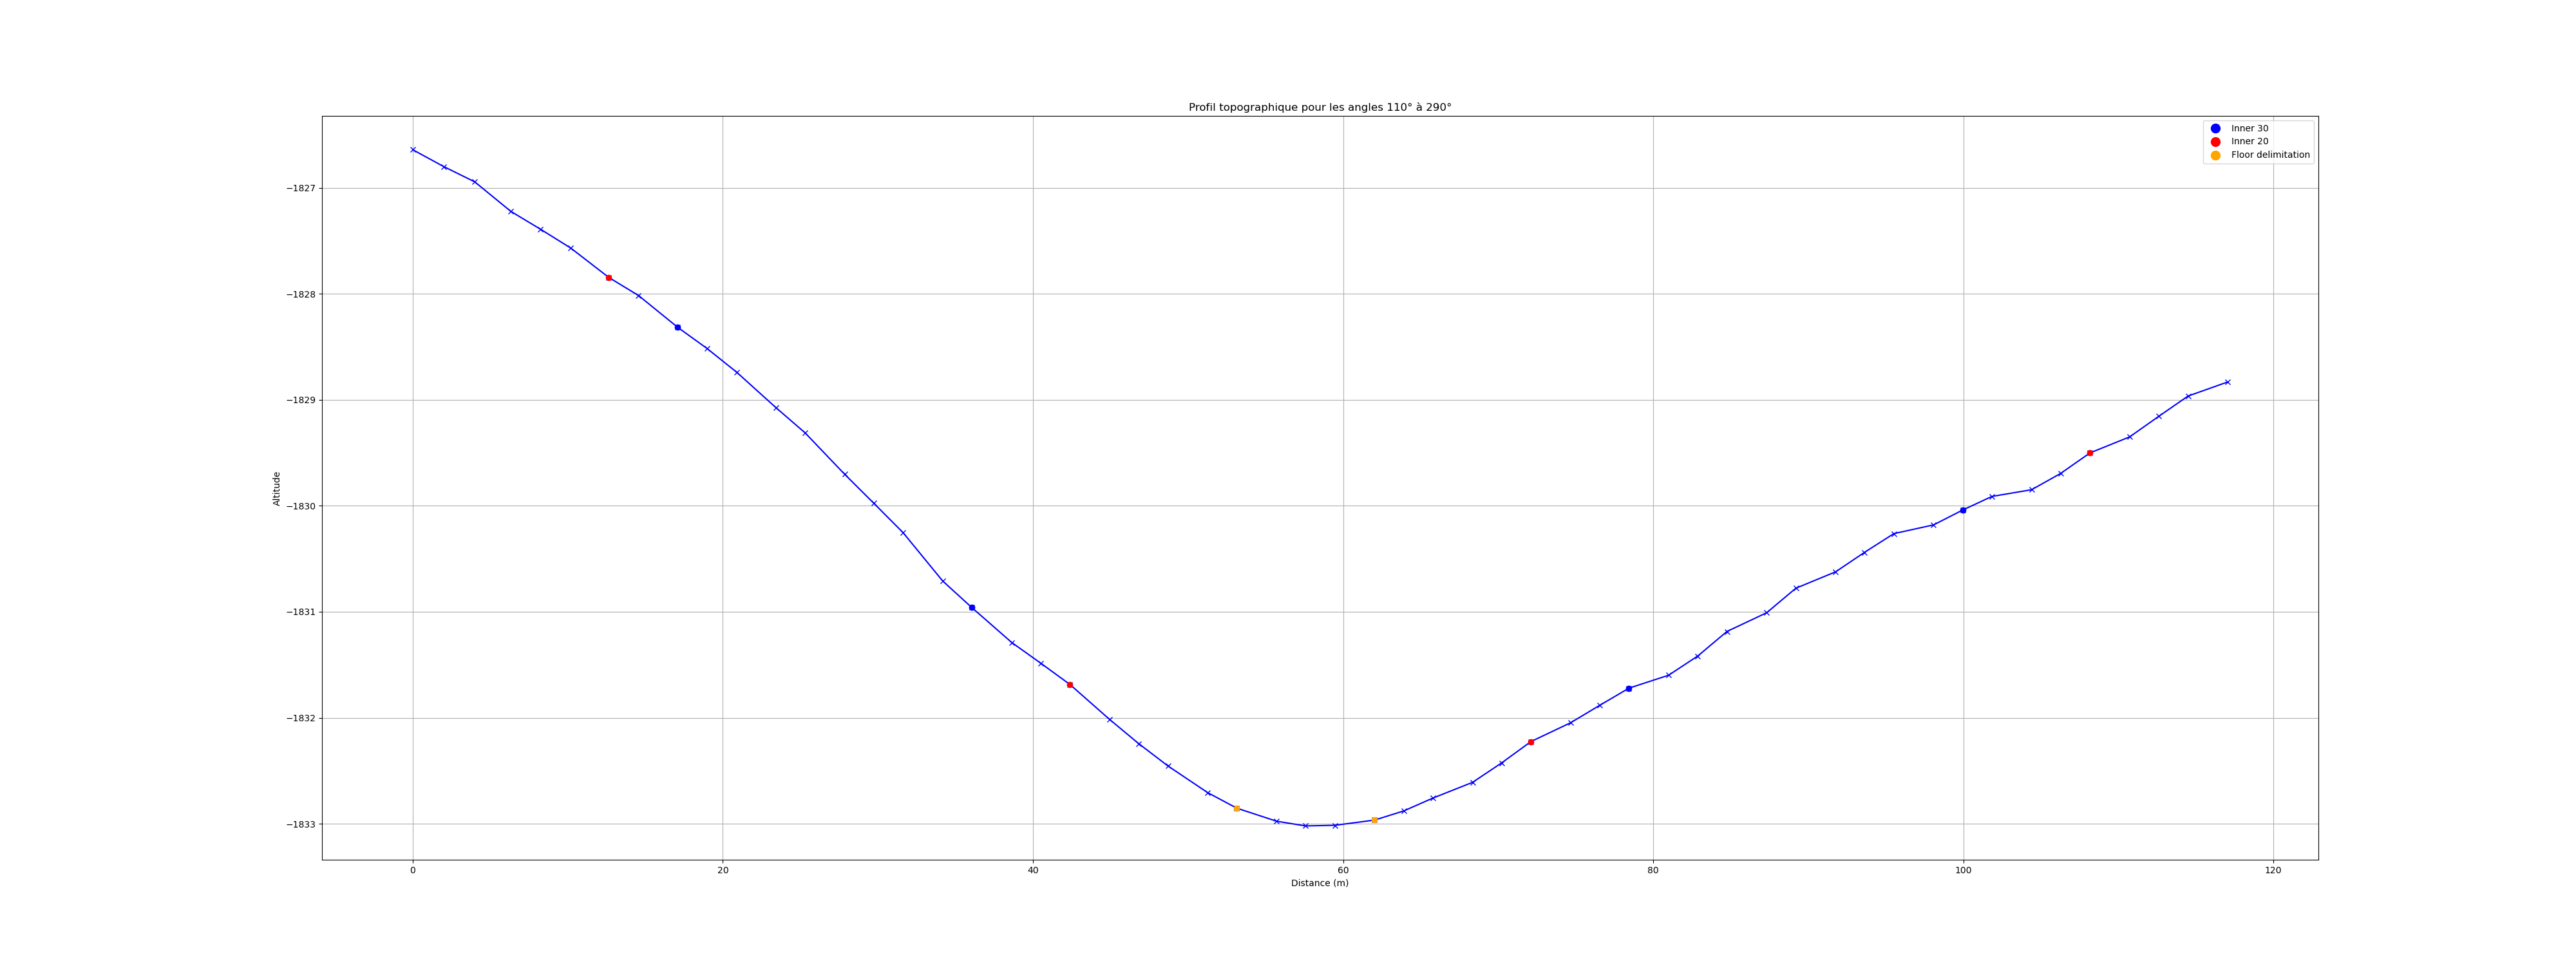 Profil topographique pour les angles 110° à 290°
Inner 30
Inner 20
Floor delimitation
−1827
−1828
−1829
−1830
−1831
−1832
−1833
Altitude
0 20 40 60 80 100 120
Distance (m)